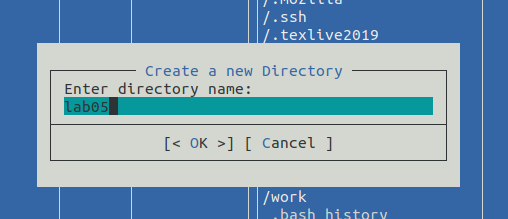 /.mozilla
/.ssh
/.texlive2019
Create a new Directory
Enter directory name:
lab05
[< OK >] [ Cancel ]
/work
.bash_history